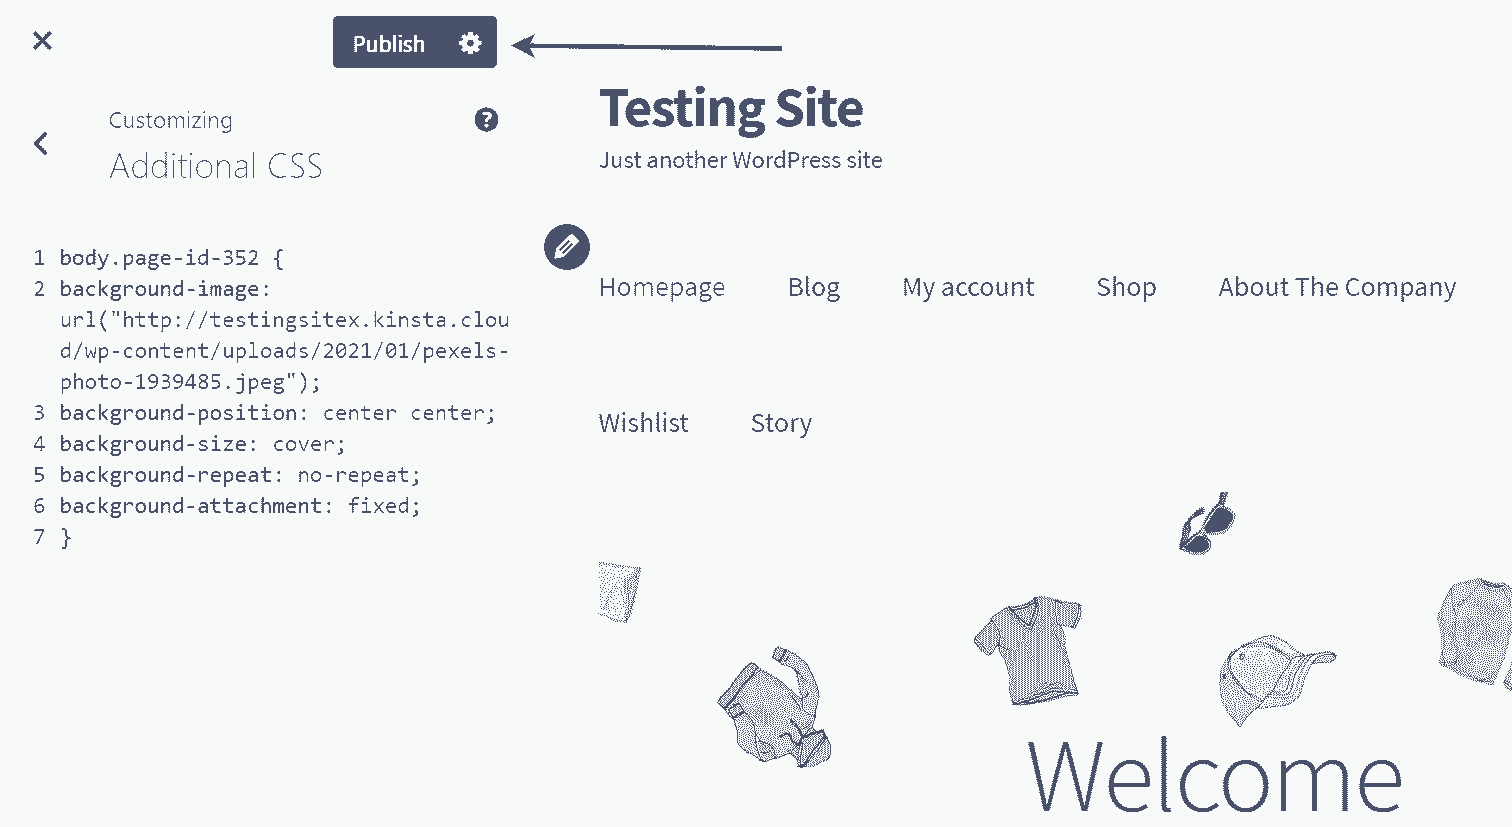 Publish
Customizing
Additional CSS
1 body.page-id-352 {
2 background-image:
url("http://testingsitex.kinsta.clou
d/wp-content/uploads/2021/01/pexels-
photo-1939485.jpeg");
3 background-position: center center;
4 background-size: cover;
5 background-repeat: no-repeat;
6 background-attachment: fixed;
7 }
Testing Site
Just another WordPress site
Homepage Blog My account Shop About The Company
Wishlist Story
Welcome